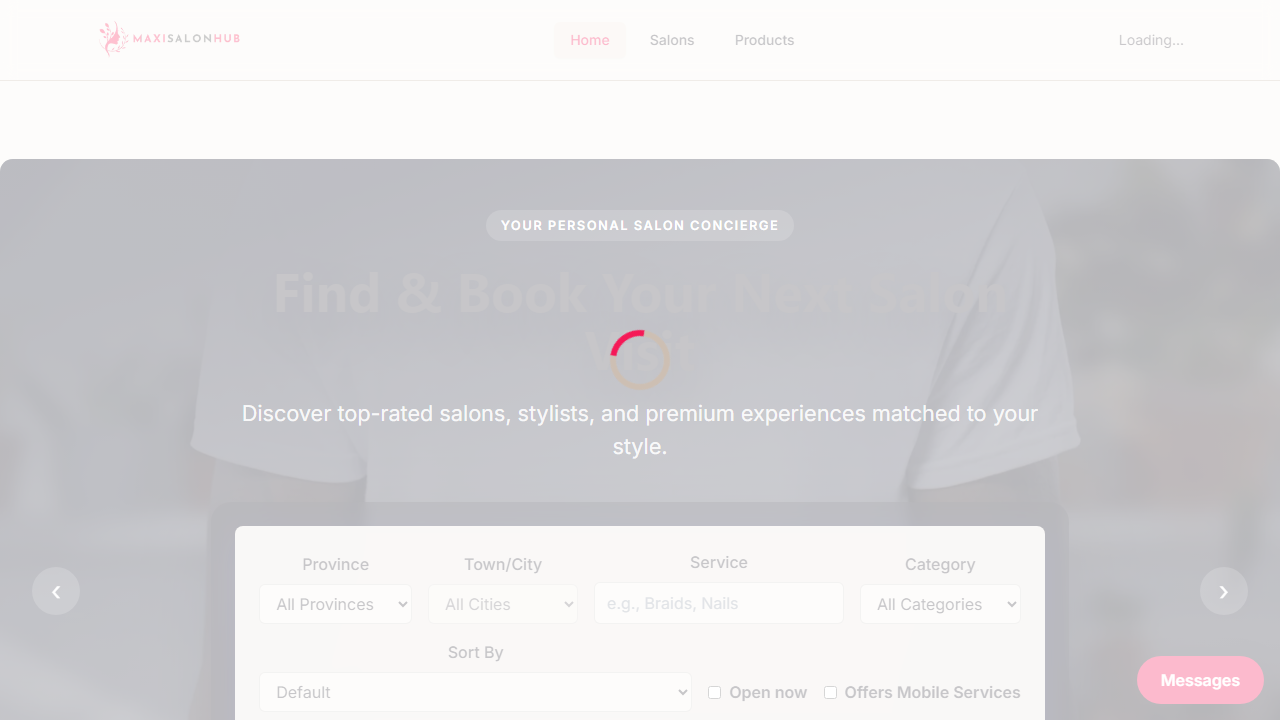 MAXISALONHUB
Home
Salons
Products
Loading...
YOUR PERSONAL SALON CONCIERGE
Find & Book Your Next Salon
Visit
Discover top-rated salons, stylists, and premium experiences matched to your
style.
‹
›
Province
Town/City
Service
Category
All Provinces
All Cities
e.g., Braids, Nails
All Categories
Sort By
Default
Open now
Offers Mobile Services
Messages